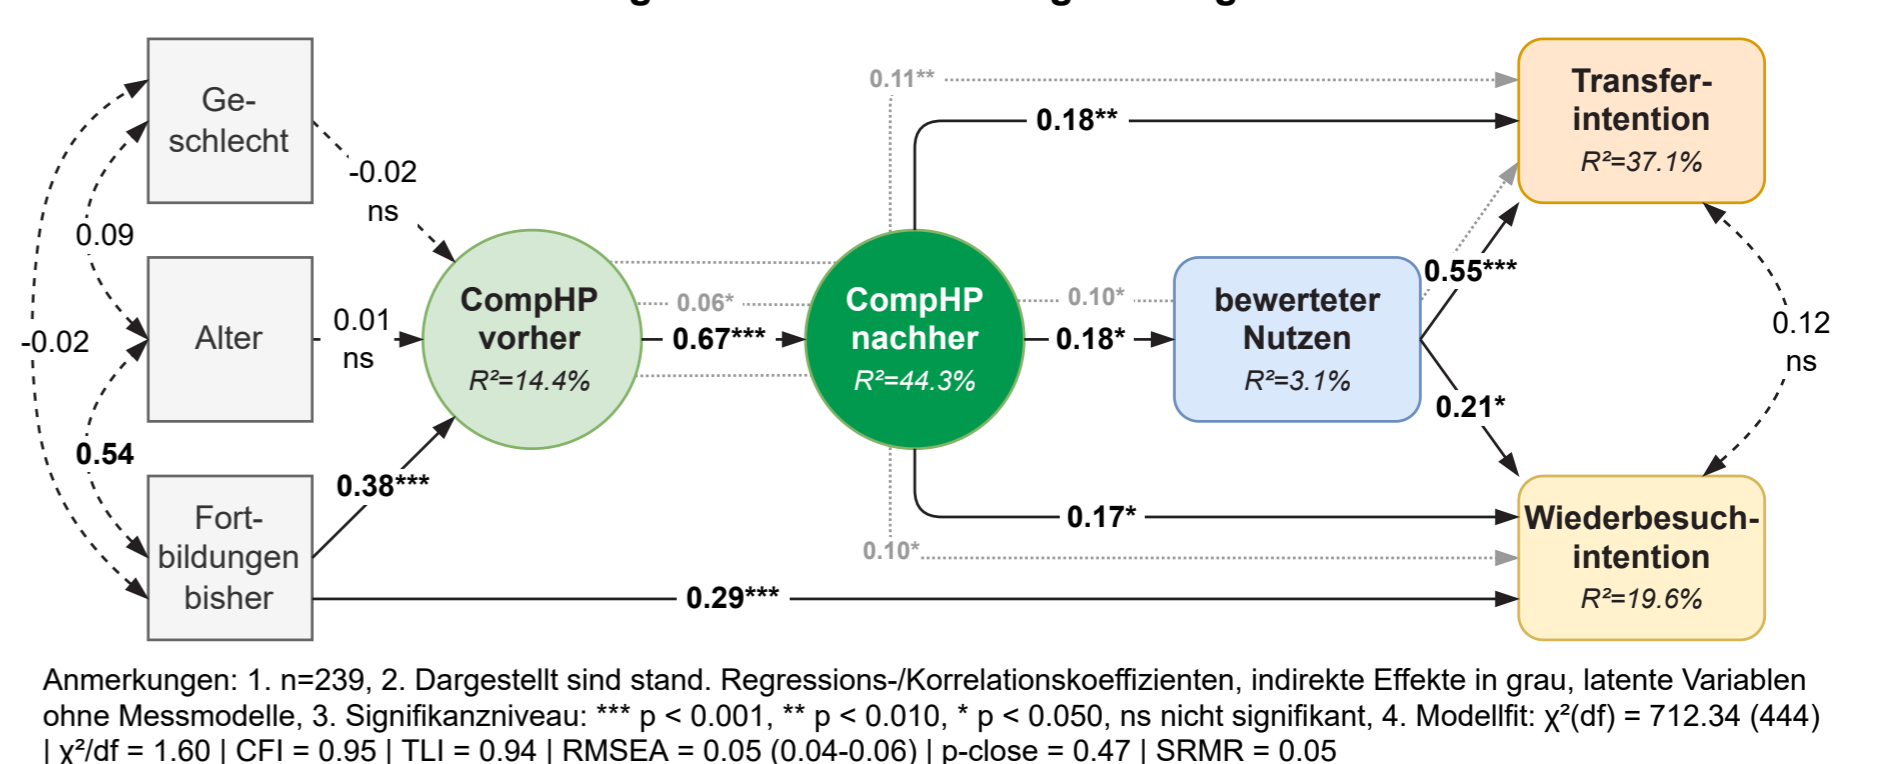 Ge-
schlecht
Alter
Fort-
bildungen
bisher
0.09
-0.02
0.54
-0.02
ns
0.01
ns
0.38***
CompHP
vorher
R²=14.4%
0.06*
0.67***
CompHP
nachher
R²=44.3%
0.11**
0.18**
0.10*
0.18*
0.17*
0.10*
0.29***
bewerteter
Nutzen
R²=3.1%
0.55***
0.21*
Transfer-
intention
R²=37.1%
0.12
ns
Wiederbesuch-
intention
R²=19.6%
Anmerkungen: 1. n=239, 2. Dargestellt sind stand. Regressions-/Korrelationskoeffizienten, indirekte Effekte in grau, latente Variablen
ohne Messmodelle, 3. Signifikanzniveau: *** p < 0.001, ** p < 0.010, * p < 0.050, ns nicht signifikant, 4. Modellfit: χ²(df) = 712.34 (444)
| χ²/df = 1.60 | CFI = 0.95 | TLI = 0.94 | RMSEA = 0.05 (0.04-0.06) | p-close = 0.47 | SRMR = 0.05